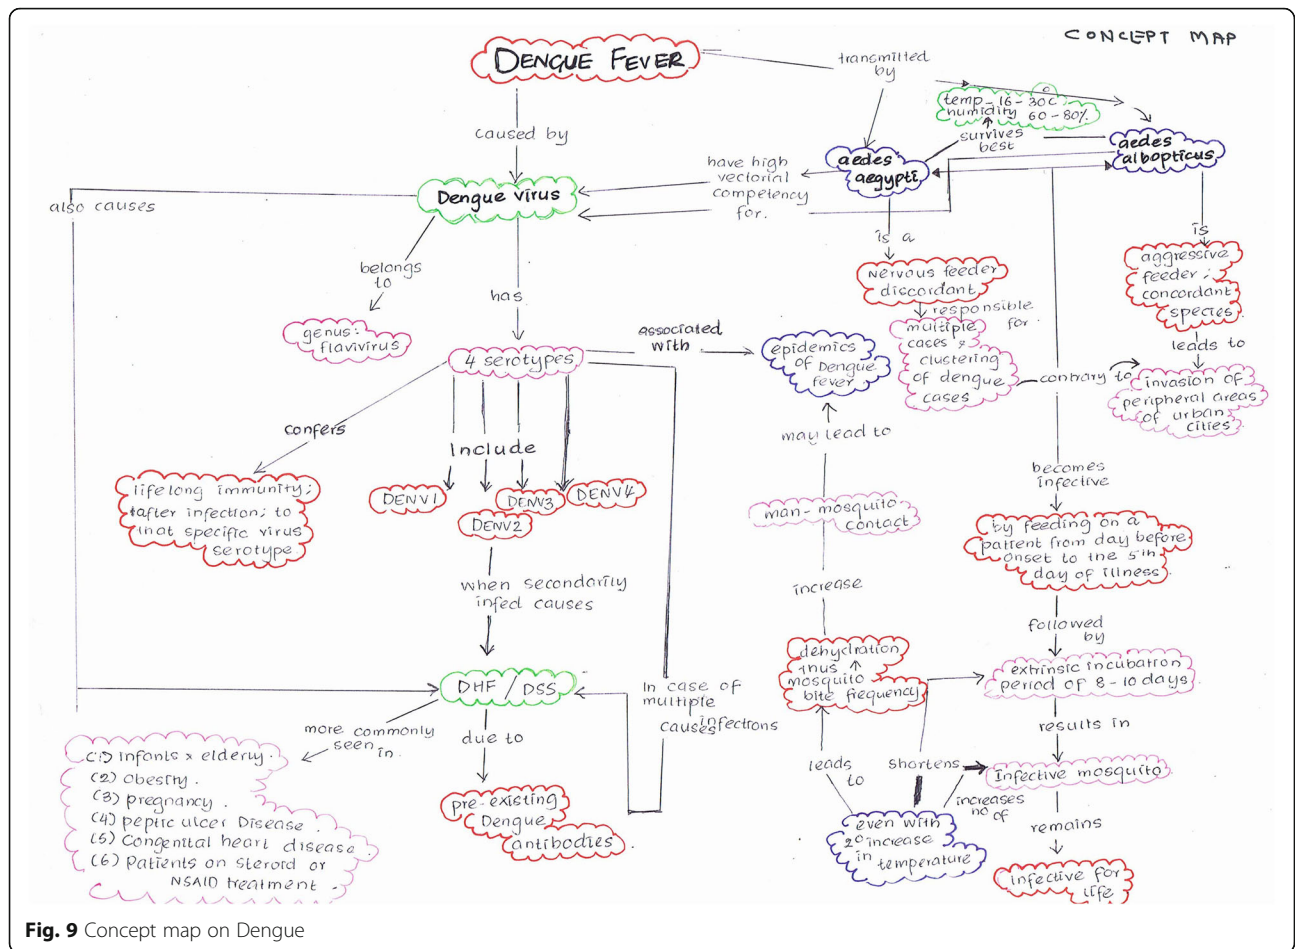 CONCEPT MAP
DENGUE FEVER
transmitted
by
temp - 16 - 30°C
humidity 60 - 80%
survives
best
caused by
aedes
aegypti
aedes
albopticus
have high
vectorial
competency
for.
Dengue virus
also causes
is a
is
belongs
to
nervous feeder
discordant
aggressive
feeder;
concordant
species
has
responsible
for
genus:
flavivirus
associated
with
multiple
cases &
clustering
of dengue
cases
leads to
4 serotypes
epidemics
of Dengue
fever
contrary to
invasion of
peripheral areas
of urban
cities
confers
Include
may lead to
becomes
infective
lifelong immunity;
after infection; to
that specific virus
serotype
DENV1
DENV2
DENV3
DENV4
man-mosquito
contact
by feeding on a
patient from day before
onset to the 5th
day of illness.
when secondarily
infed causes
increase
followed
by
dehydration
thus ↑
mosquito
bite frequency
DHF / DSS
In case of
multiple
infections
causes
extrinsic incubation
period of 8-10 days
more commonly
seen
in.
due to
results in
(1) Infants & elderly.
(2) Obesity.
(3) pregnancy.
(4) peptic ulcer Disease.
(5) Congenital heart disease.
(6) Patients on steroid or
NSAID treatment.
leads
to
shortens
Infective mosquito
increases
no of
pre-existing
Dengue
antibodies
even with
2° increase
in
temperature
remains
infective for
life
Fig. 9 Concept map on Dengue